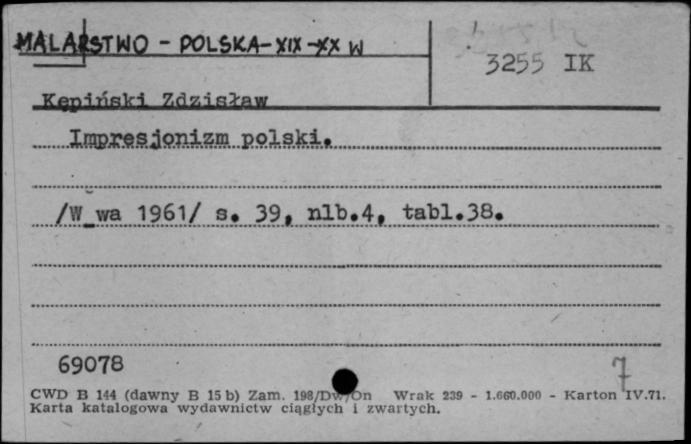 MALARSTWO - POLSKA - XIX - XX W
3255 IK
Kępiński Zdzisław
Impresjonizm polski.
/W_wa 1961/ s. 39, nlb.4, tabl.38.
69078
7
CWD B 144 (dawny B 15 b) Zam. 198/Dw/On Wrak 239 - 1.660.000 - Karton IV.71.
Karta katalogowa wydawnictw ciągłych i zwartych.